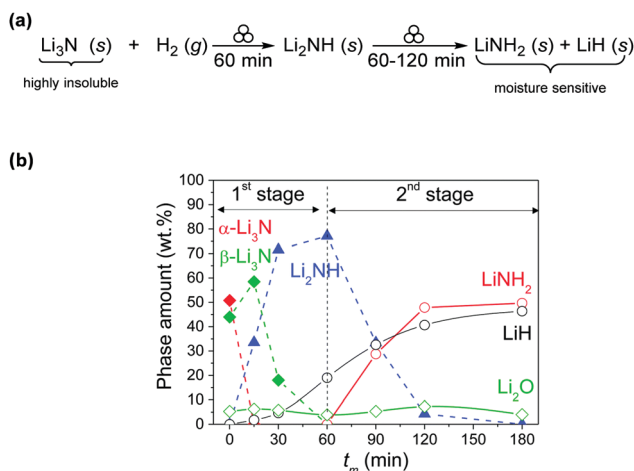 (a)
Li₃N (s) + H₂ (g) 60 min Li₂NH (s) 60-120 min LiNH₂ (s) + LiH (s)
highly insoluble moisture sensitive
(b)
100
90
80
70
60
50
40
30
20
10
0
Phase amount (wt.%)
1st stage 2nd stage
α-Li₃N
β-Li₃N
Li₂NH
LiNH₂
LiH
Li₂O
0 30 60 90 120 150 180
tₘ (min)